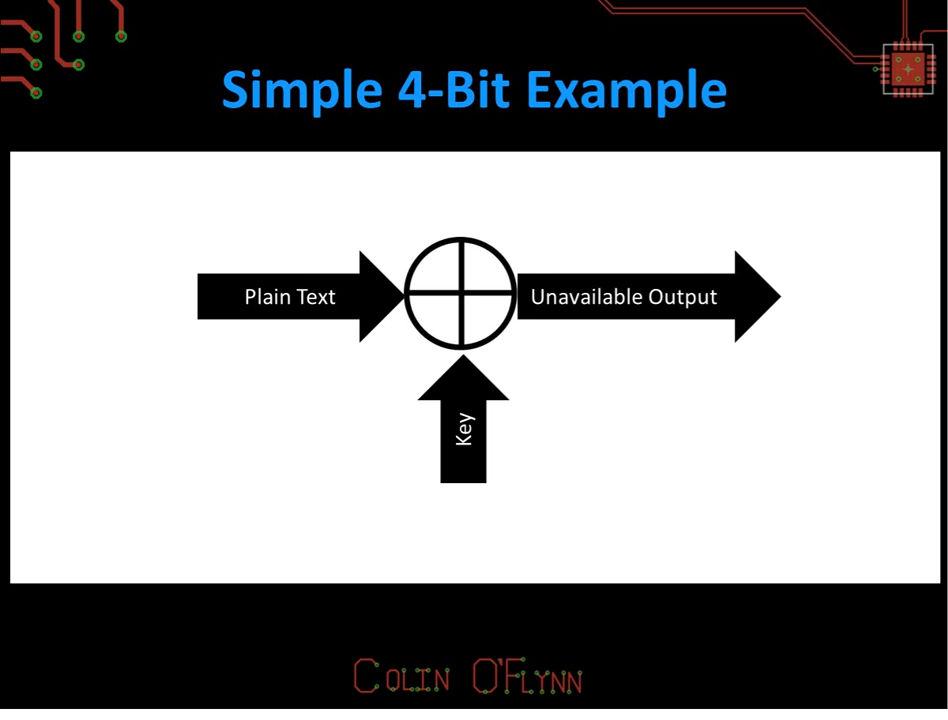 Simple 4-Bit Example
Plain Text
Unavailable Output
Key
COLIN O'FLYNN